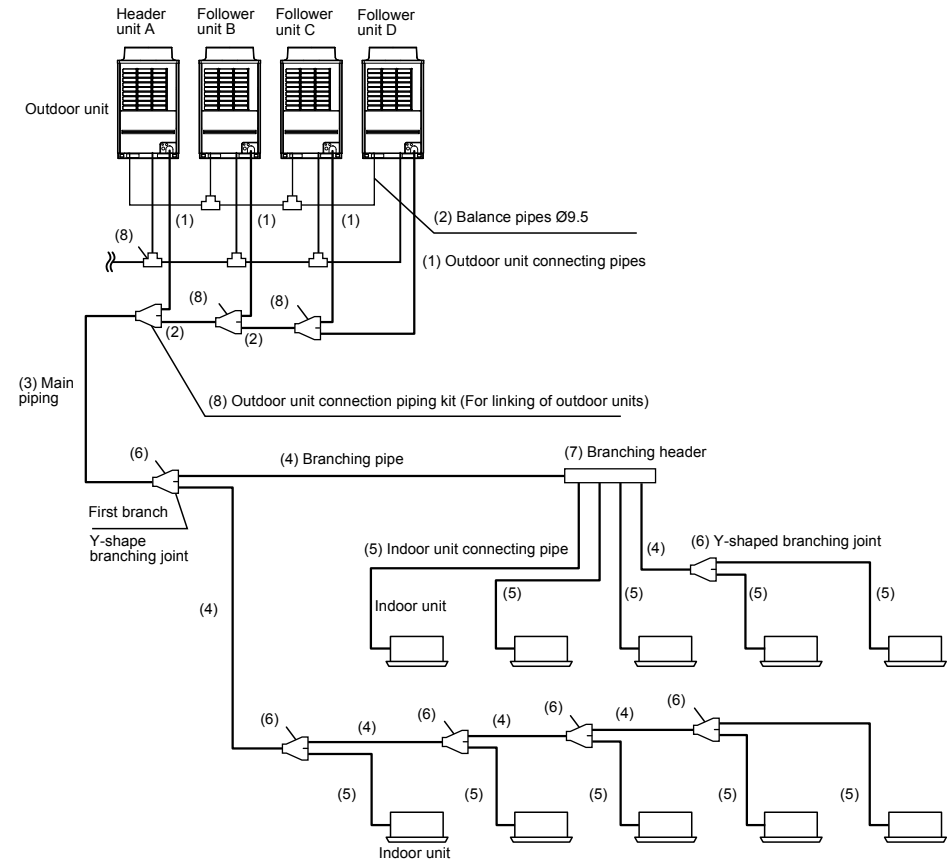 Header
unit A
Follower
unit B
Follower
unit C
Follower
unit D
Outdoor unit
(2) Balance pipes Ø9.5
(1)
(1)
(1)
(8)
(1) Outdoor unit connecting pipes
(8)
(8)
(2)
(2)
(3) Main
piping
(8) Outdoor unit connection piping kit (For linking of outdoor units)
(6)
(4) Branching pipe
(7) Branching header
First branch
Y-shape
branching joint
(5) Indoor unit connecting pipe
(4)
(6) Y-shaped branching joint
(4)
Indoor unit
(5)
(5)
(5)
(5)
(6)
(4)
(6)
(4)
(6)
(4)
(6)
(5)
(5)
(5)
(5)
(5)
Indoor unit